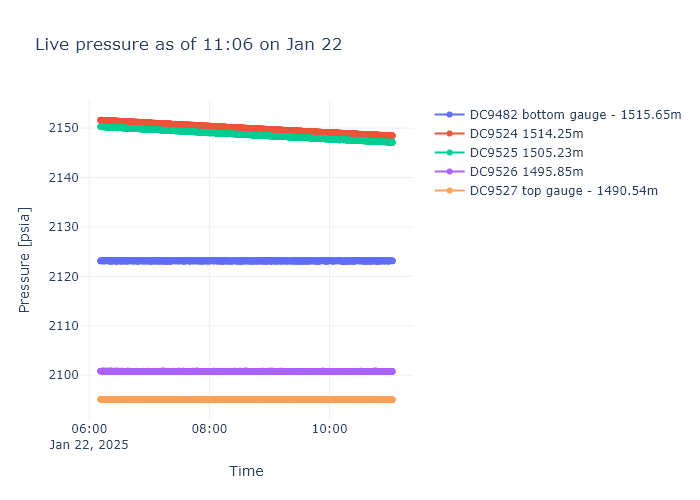 Live pressure as of 11:06 on Jan 22
DC9482 bottom gauge - 1515.65m
DC9524 1514.25m
DC9525 1505.23m
DC9526 1495.85m
DC9527 top gauge - 1490.54m
Pressure [psia]
2150
2140
2130
2120
2110
2100
06:00
08:00
10:00
Jan 22, 2025
Time